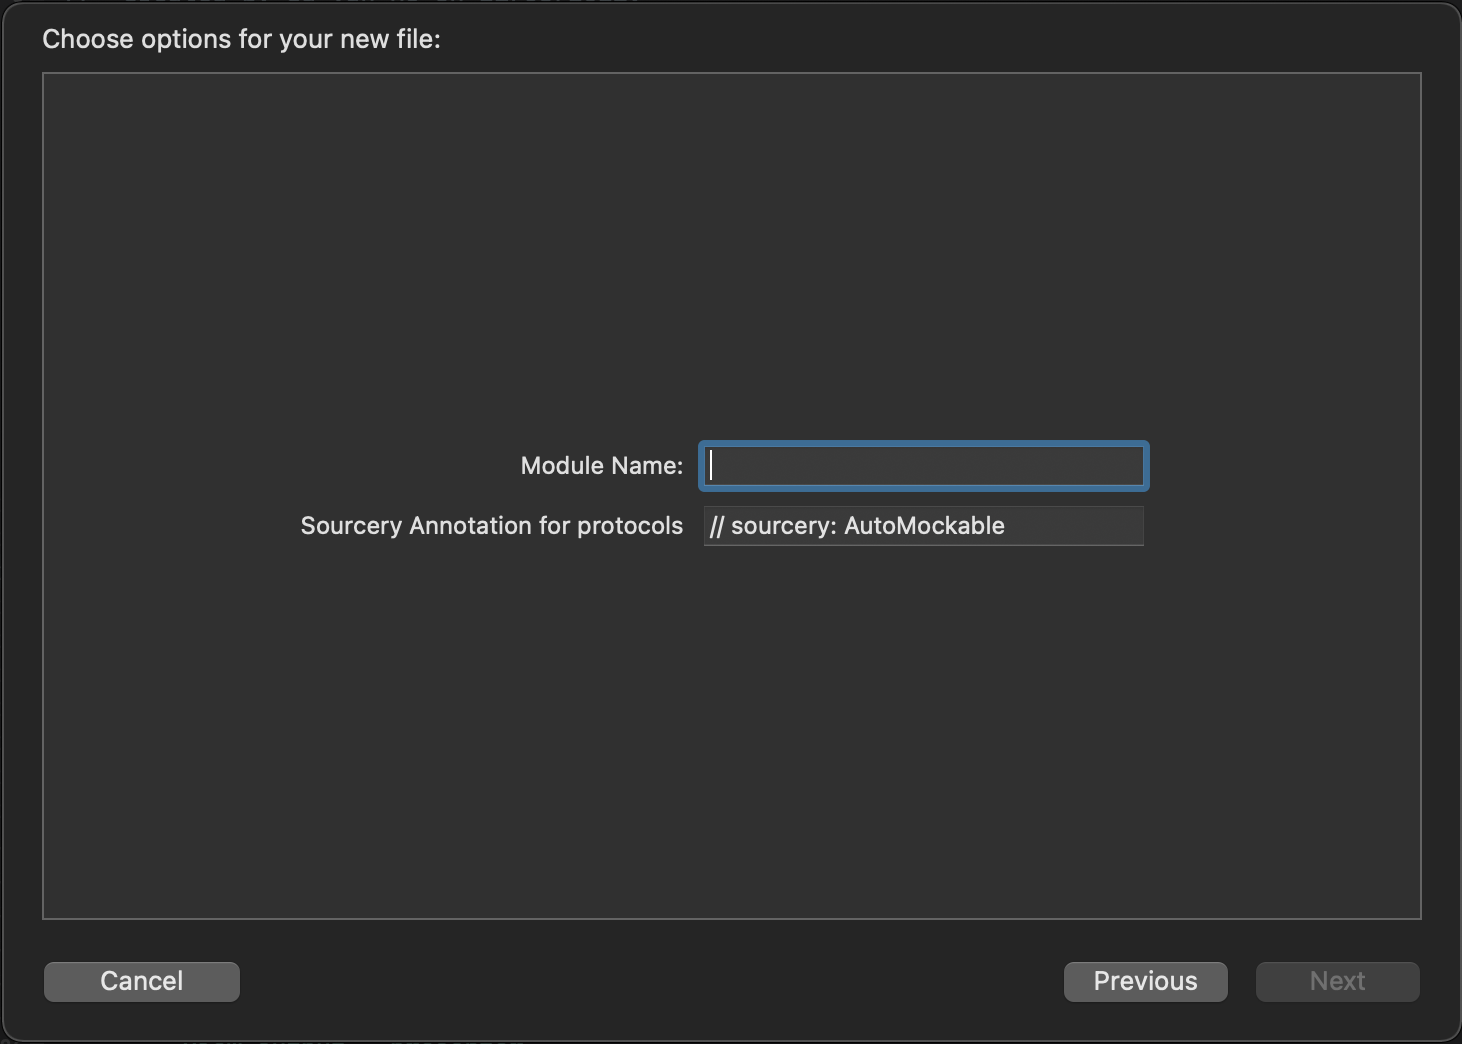 Choose options for your new file:
Module Name:
Sourcery Annotation for protocols
// sourcery: AutoMockable
Cancel
Previous
Next